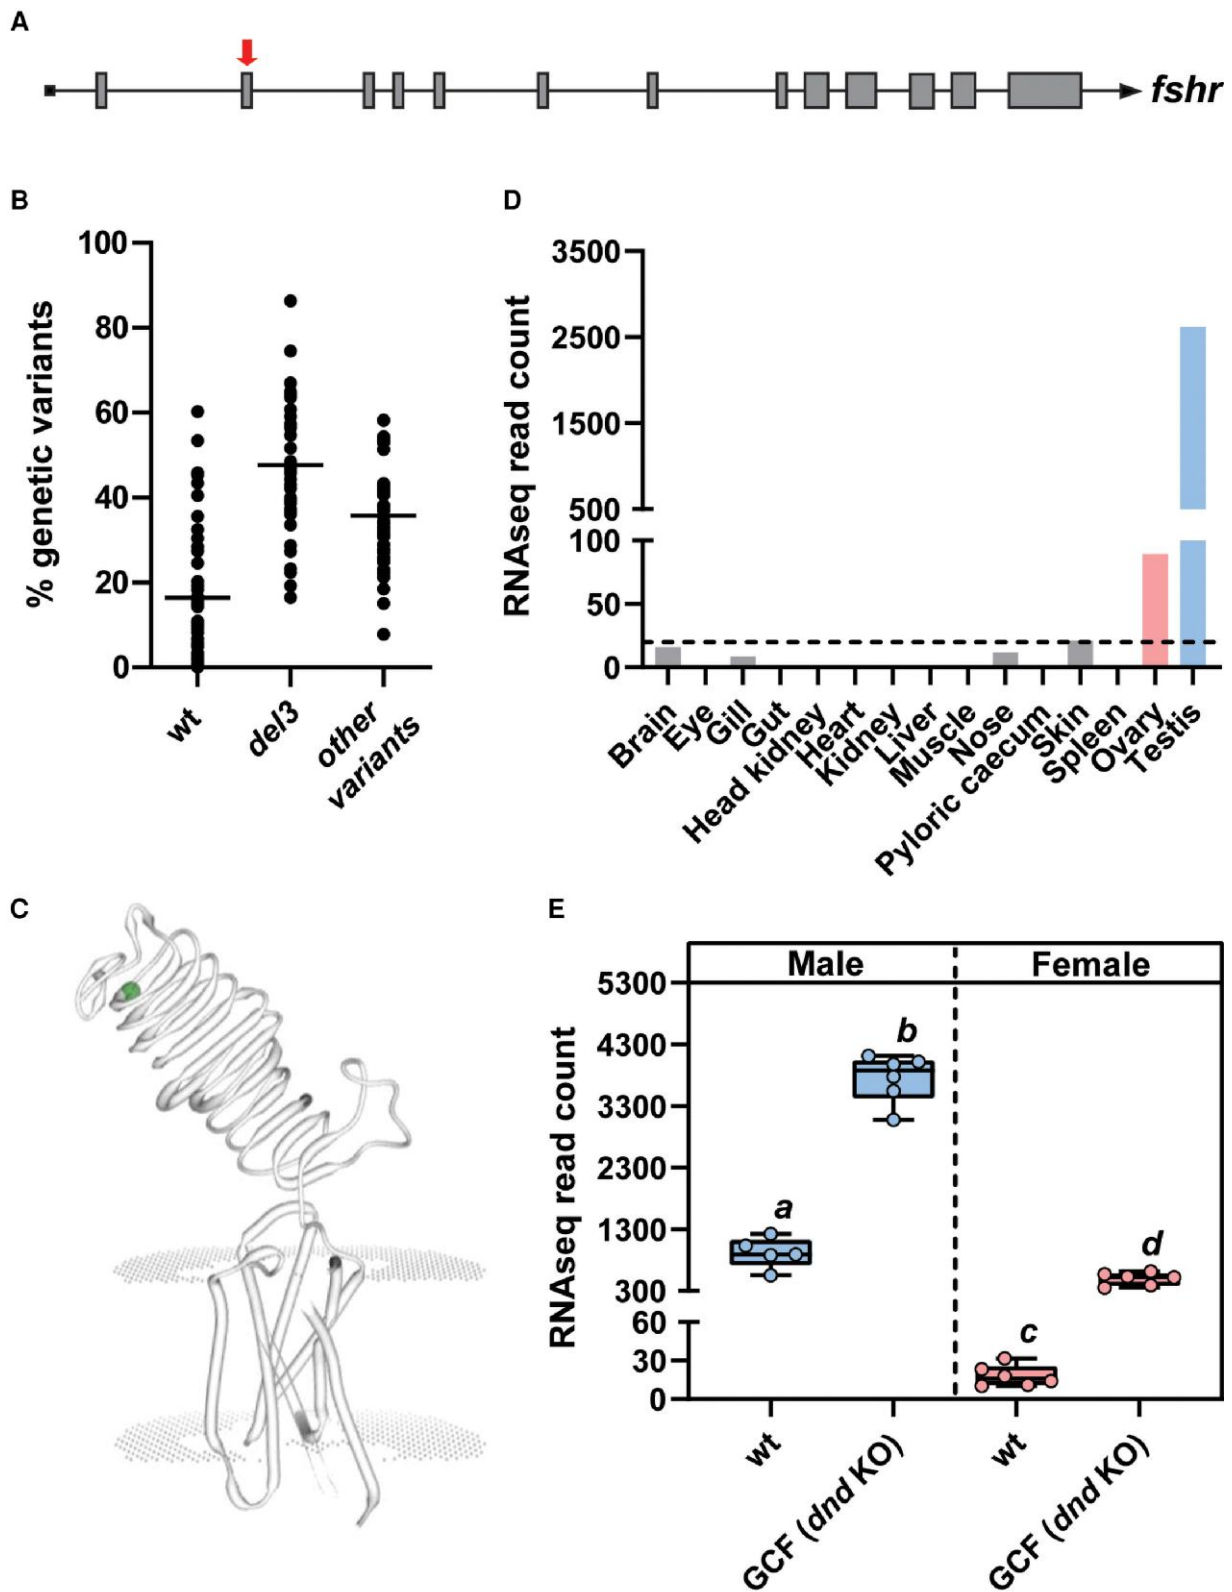 A
fshr
B
100
80
60
40
20
0
% genetic variants
wt
del3
other
variants
D
3500
2500
1500
500
100
50
0
RNAseq read count
Brain
Eye
Gill
Gut
Head kidney
Heart
Kidney
Liver
Muscle
Nose
Pyloric caecum
Skin
Spleen
Ovary
Testis
C
E
Male
Female
5300
4300
3300
2300
1300
300
60
30
0
RNAseq read count
a
b
c
d
wt
GCF (dnd KO)
wt
GCF (dnd KO)